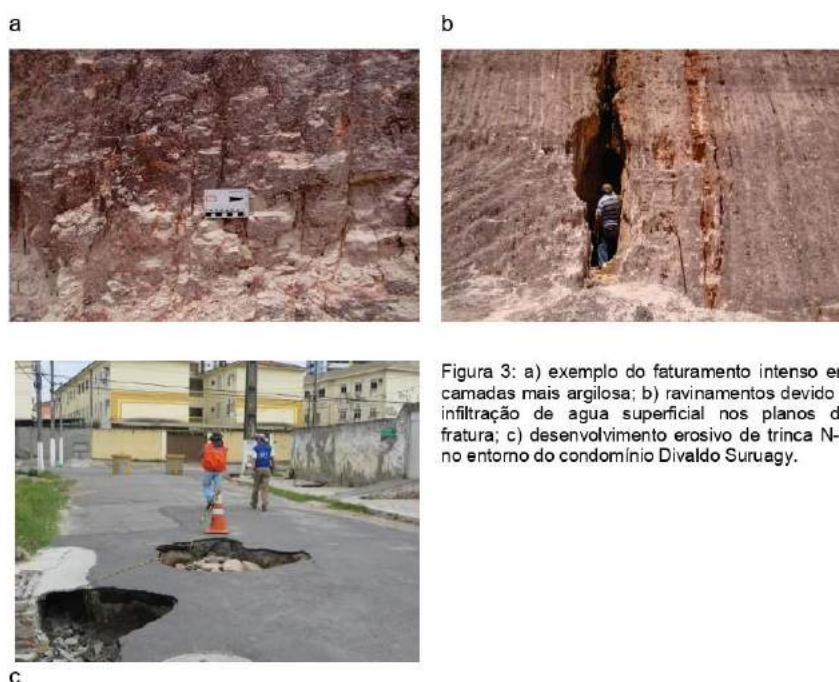 a
b
Figura 3: a) exemplo do faturamento intenso
camadas mais argilosa; b) ravinamentos devido
infiltração de agua superficial nos planos
fratura; c) desenvolvimento erosivo de trinca
no entorno do condomínio Divaldo Suruagy.
c